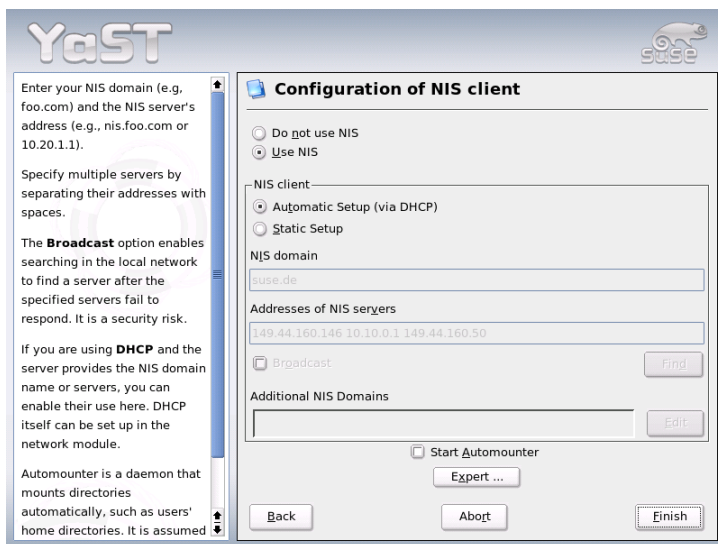 YaST
SUSE
Enter your NIS domain (e.g,
foo.com) and the NIS server's
address (e.g., nis.foo.com or
10.20.1.1).
Specify multiple servers by
separating their addresses with
spaces.
The Broadcast option enables
searching in the local network
to find a server after the
specified servers fail to
respond. It is a security risk.
If you are using DHCP and the
server provides the NIS domain
name or servers, you can
enable their use here. DHCP
itself can be set up in the
network module.
Automounter is a daemon that
mounts directories
automatically, such as users'
home directories. It is assumed
Configuration of NIS client
Do not use NIS
Use NIS
NIS client
Automatic Setup (via DHCP)
Static Setup
NIS domain
suse.de
Addresses of NIS servers
149.44.160.146 10.10.0.1 149.44.160.50
Broadcast
Find
Additional NIS Domains
Edit
Start Automounter
Expert ...
Back
Abort
Finish